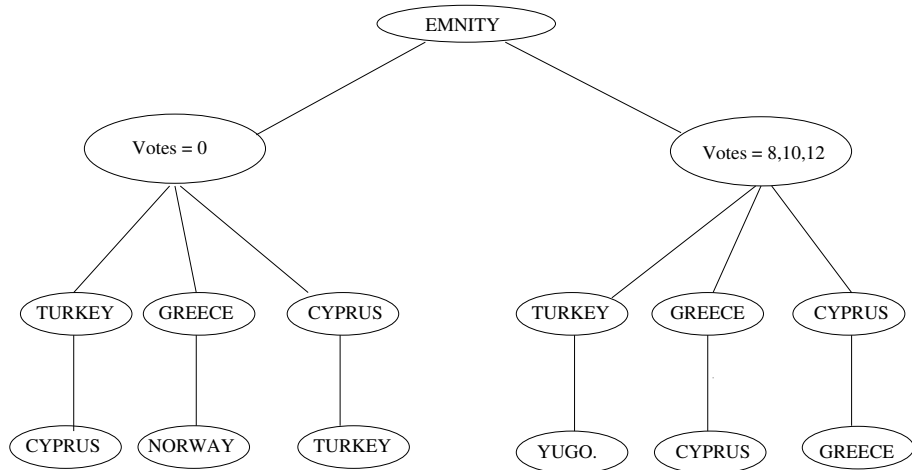 EMNITY
Votes = 0
Votes = 8,10,12
TURKEY GREECE CYPRUS TURKEY GREECE CYPRUS
CYPRUS NORWAY TURKEY YUGO. CYPRUS GREECE